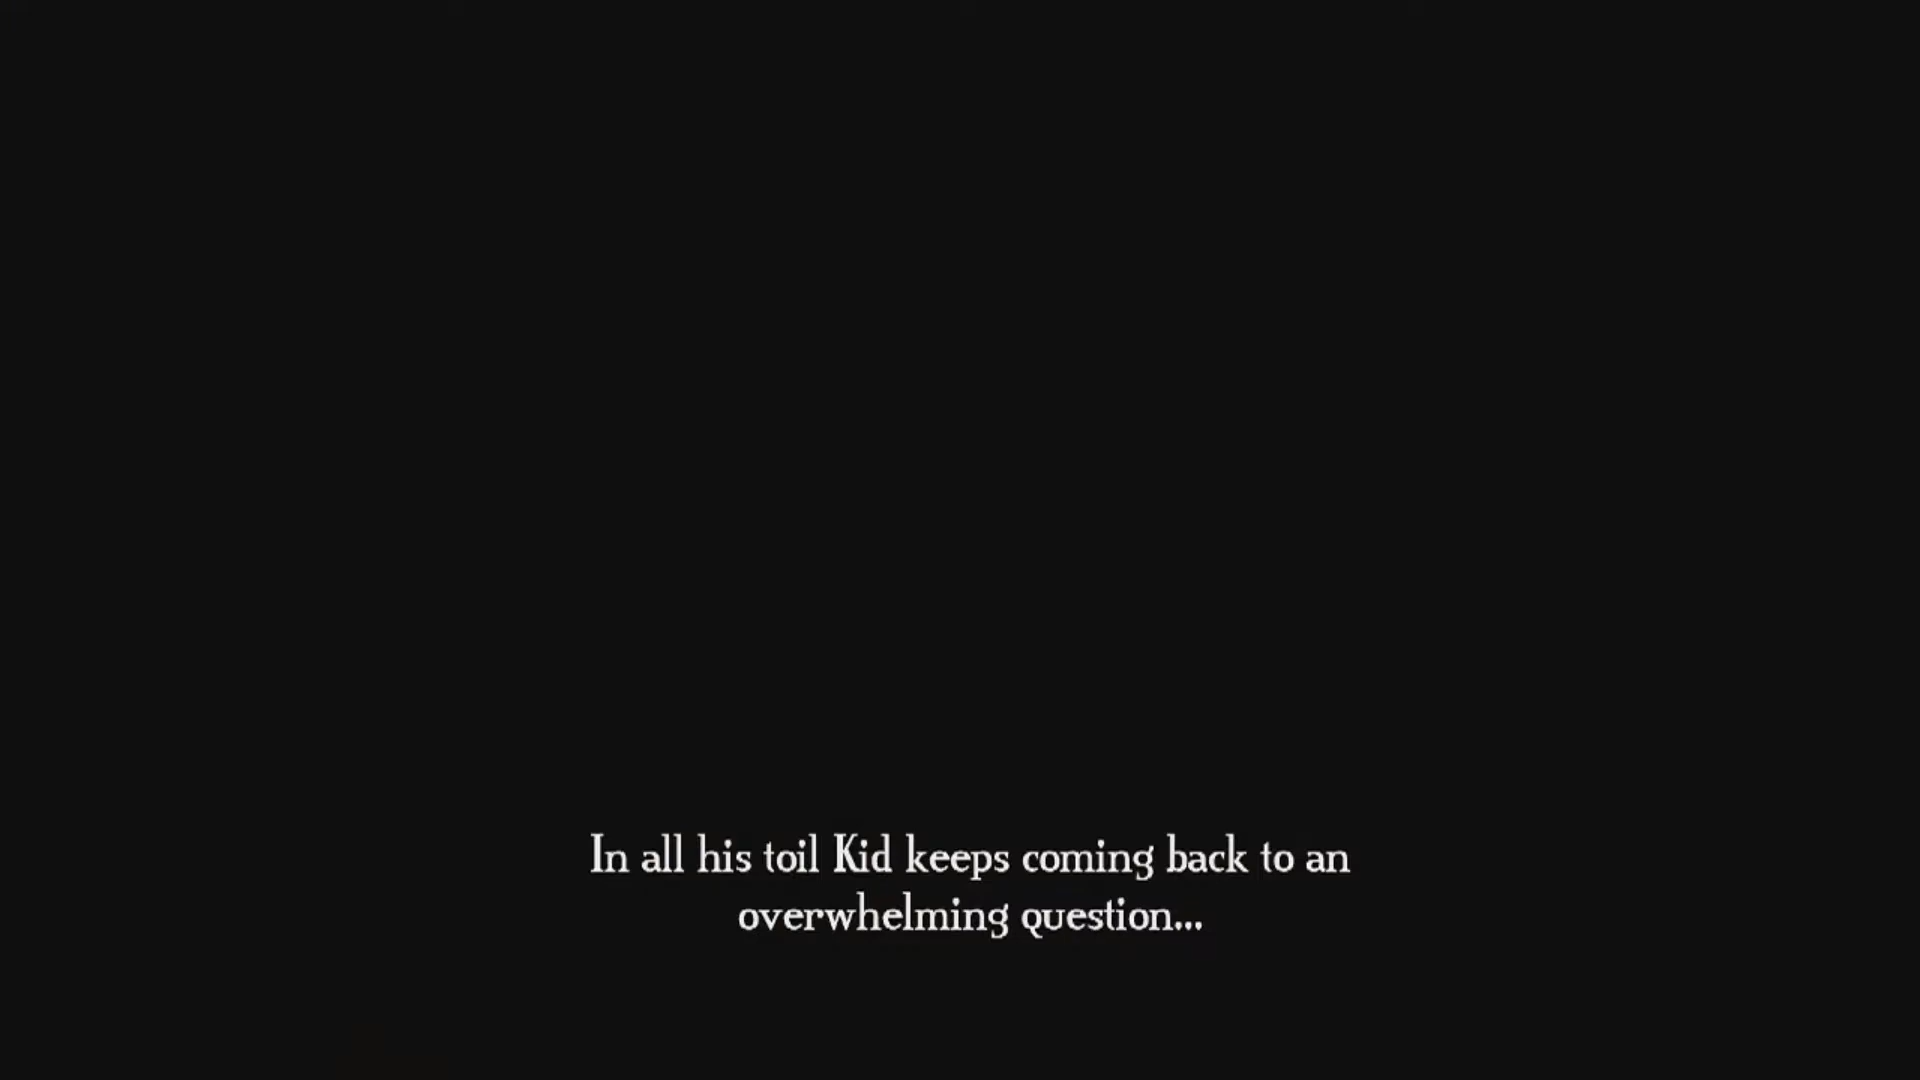 In all his toil Kid keeps coming back to an
overwhelming question...